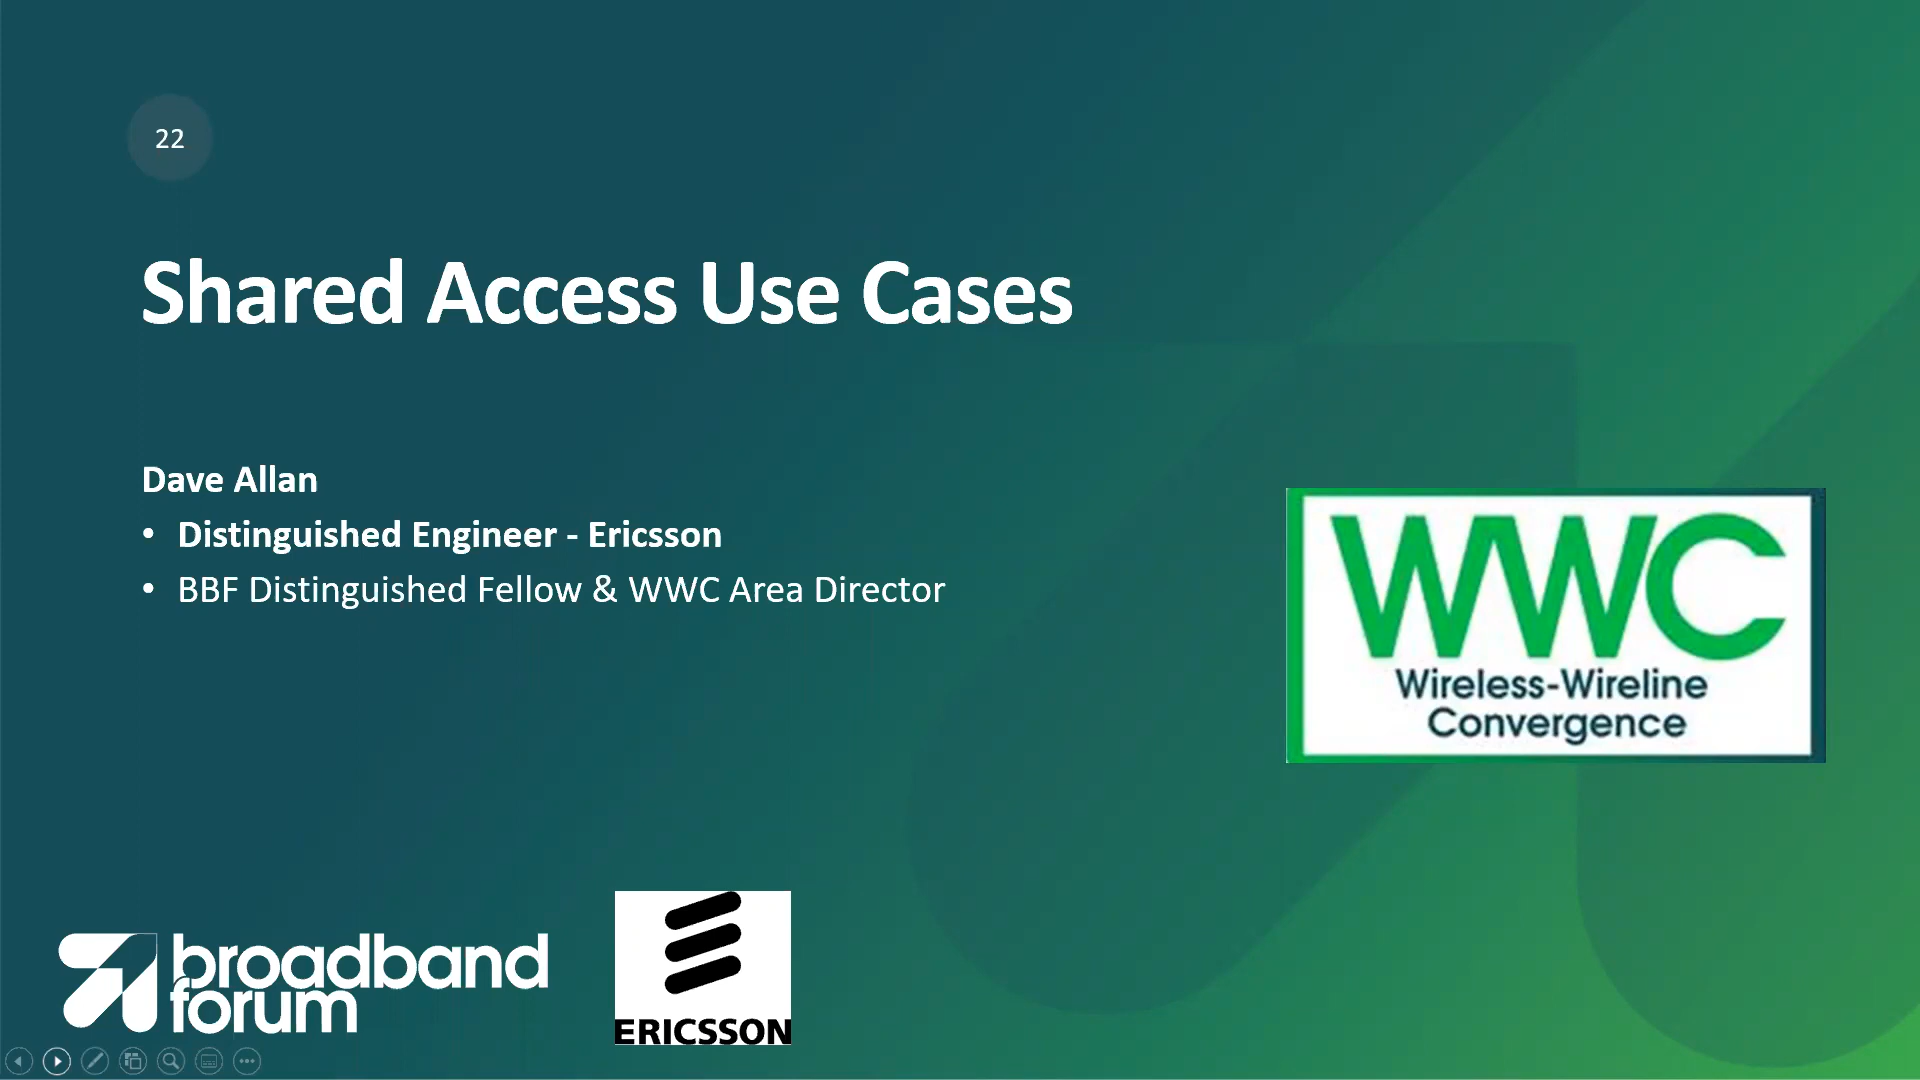 22
Shared Access Use Cases
Dave Allan
• Distinguished Engineer - Ericsson
• BBF Distinguished Fellow & WWC Area Director
WWC
Wireless-Wireline
Convergence
broadband
forum
ERICSSON